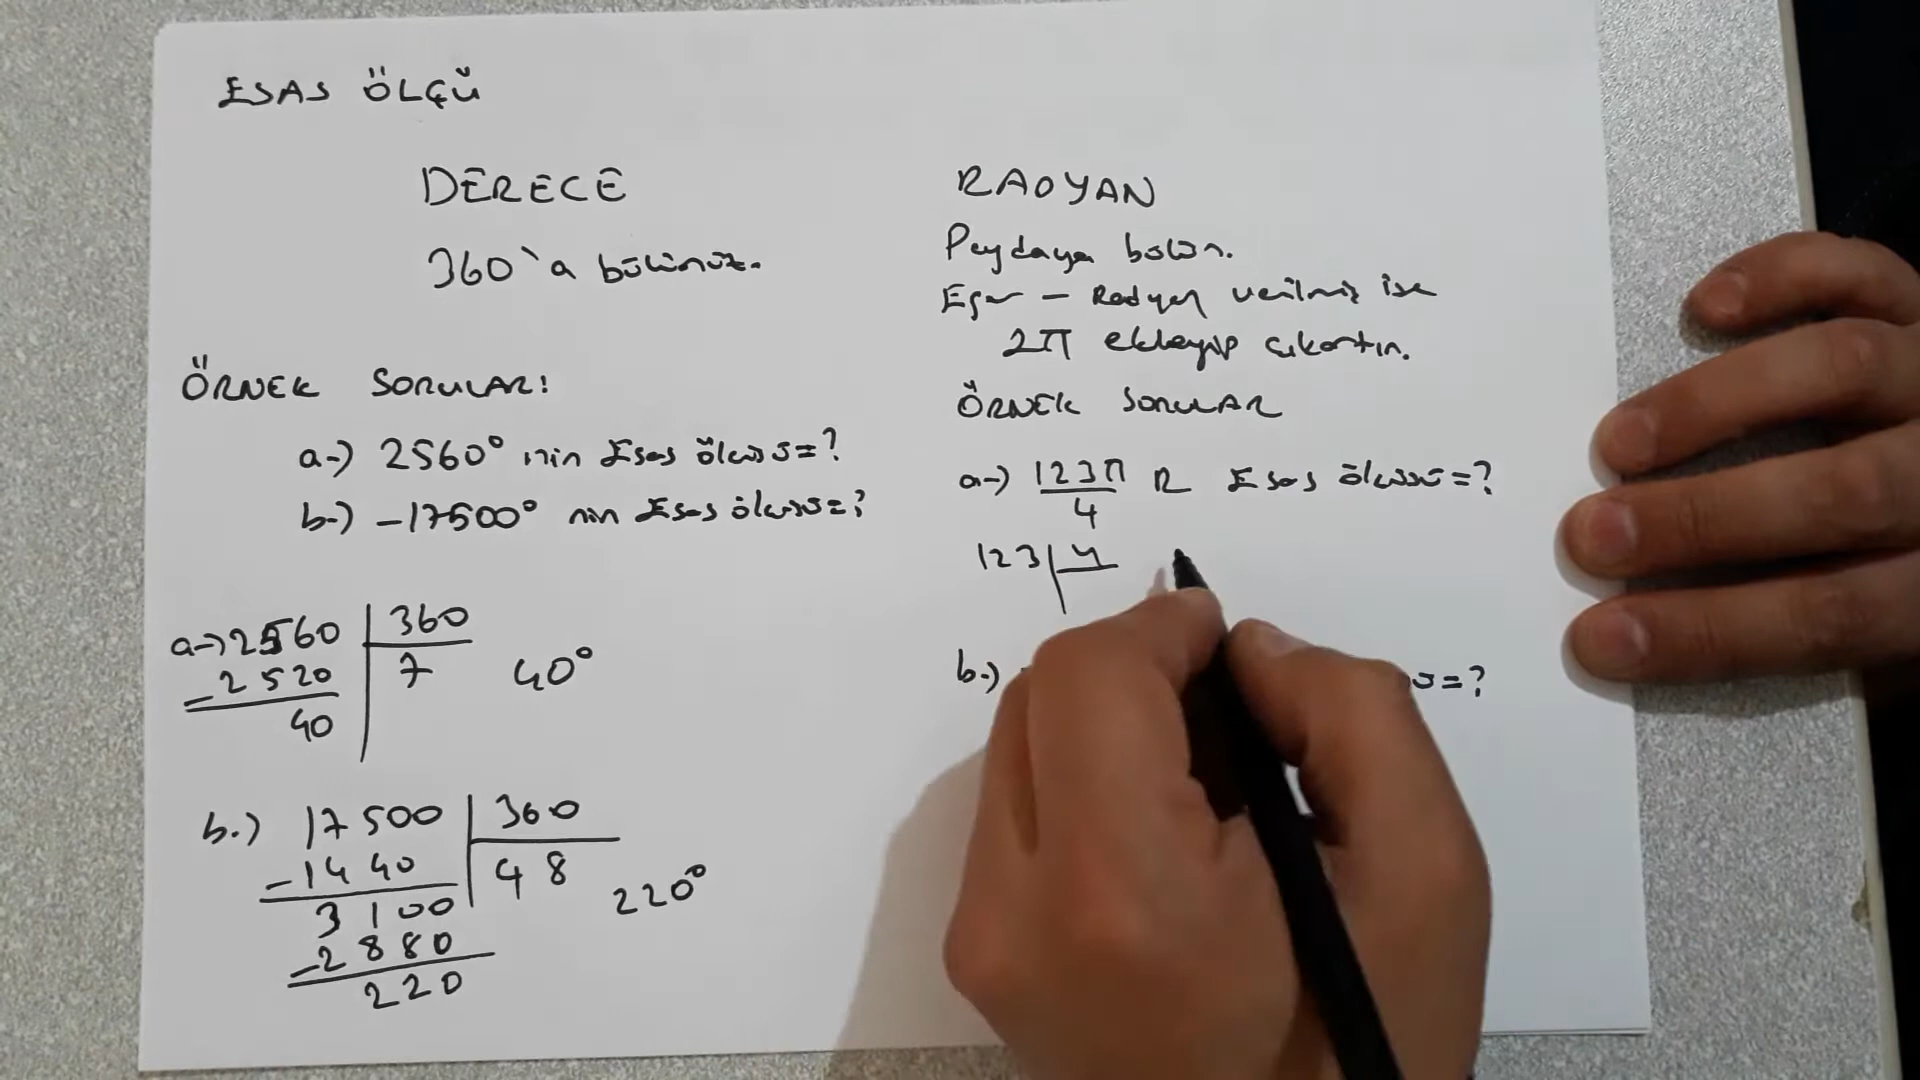 ESAS ÖLÇÜ
DERECE
360'a bölünüz.
ÖRNEK SORULAR!
a-) 2560° nin Esas ölçüsü=?
b-) -17500° nin Esas ölçüsü=?
a-) 2560 | 360
- 2520 7 40°
40
b.) 17500 | 360
-1440 48 220°
3100
-2880
220
RADYAN
Paydaya bölün.
Eğer - Radyan verilmiş ise
2π ekleyip çıkartın.
ÖRNEK SORULAR
a-) 123π R Esas ölçüsü=?
4
123 | 4
b.) =?